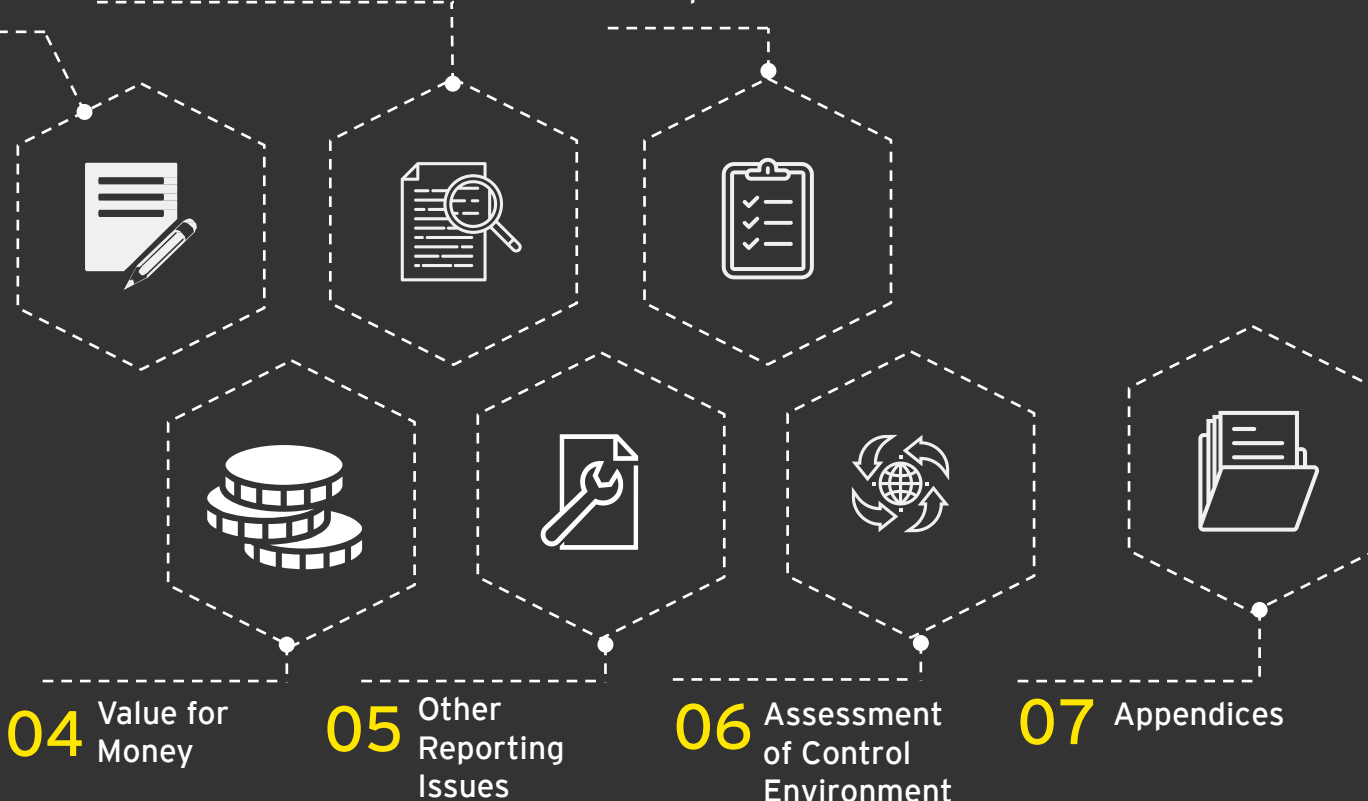 04 Value for
Money
05 Other
Reporting
Issues
06 Assessment
of Control
Environment
07 Appendices